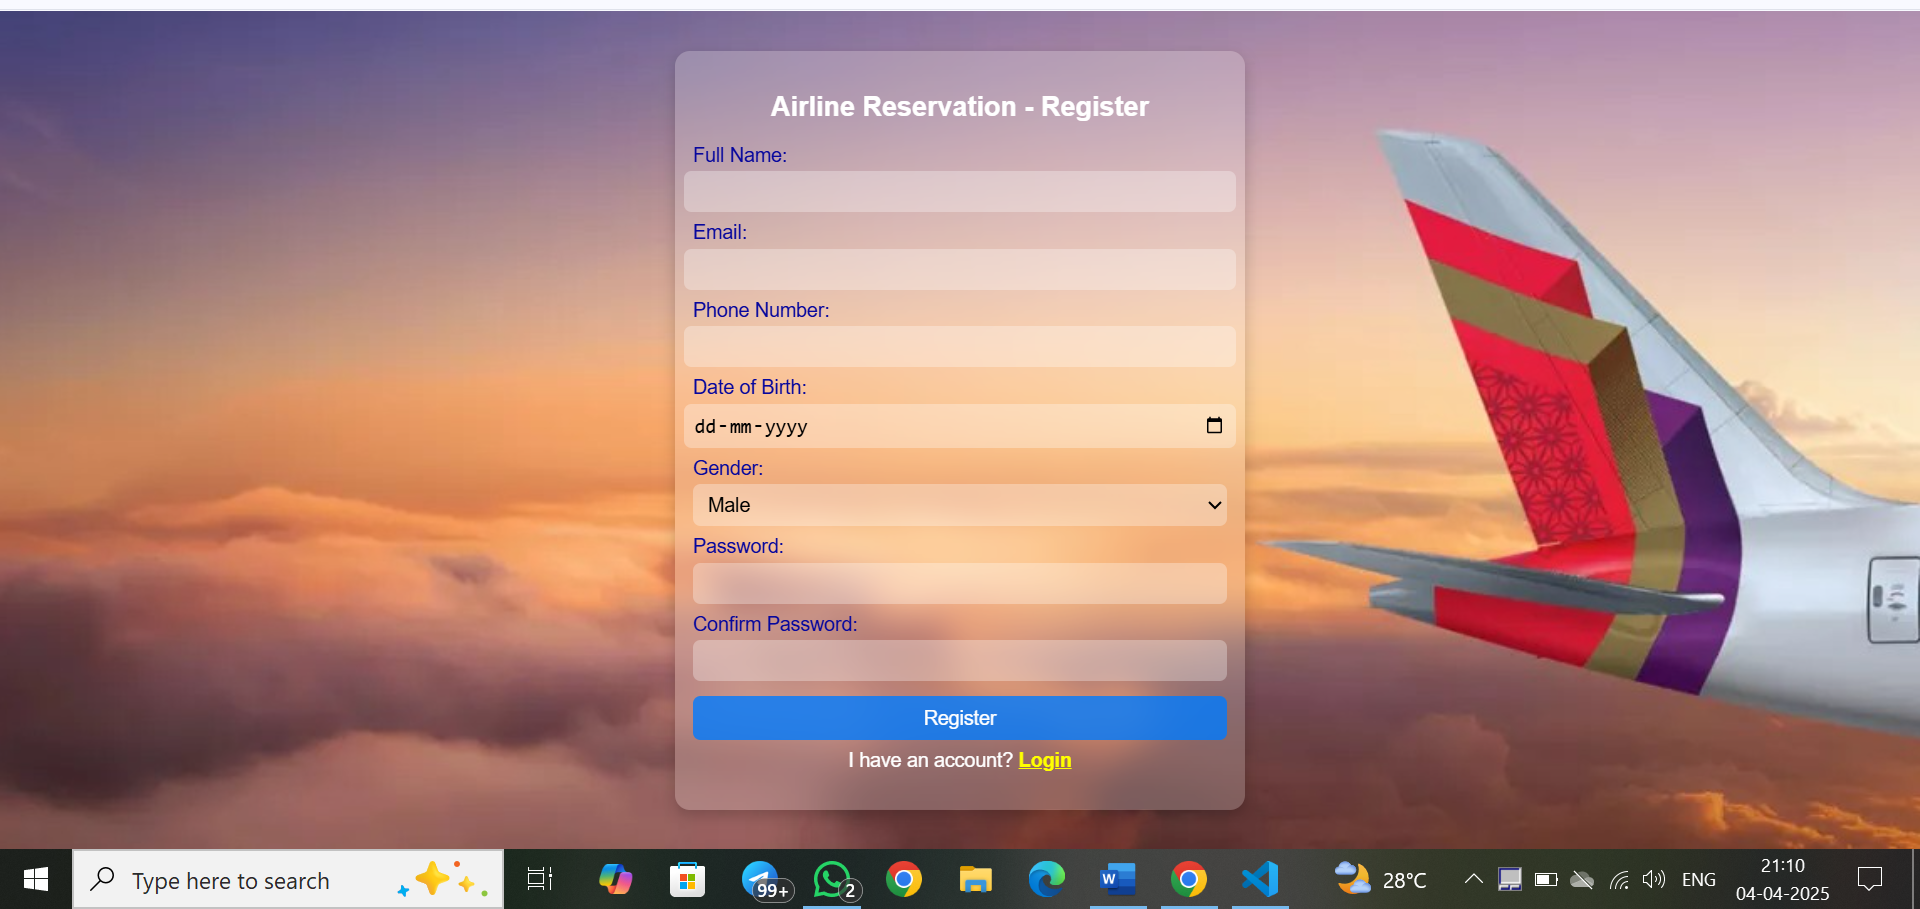 Airline Reservation - Register
Full Name:
Email:
Phone Number:
Date of Birth:
dd-mm-yyyy
Gender:
Male
Password:
Confirm Password:
Register
I have an account? Login
Type here to search
99+
2
W
28°C
ENG
21:10
04-04-2025